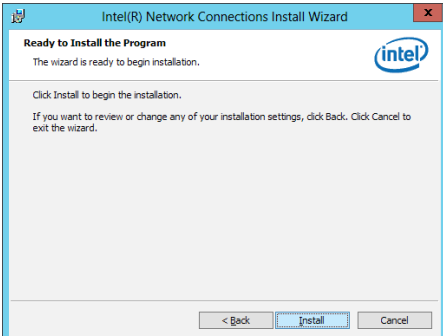 Intel(R) Network Connections Install Wizard
x
Ready to Install the Program
The wizard is ready to begin installation.
intel
Click Install to begin the installation.
If you want to review or change any of your installation settings, click Back. Click Cancel to
exit the wizard.
< Back
Install
Cancel